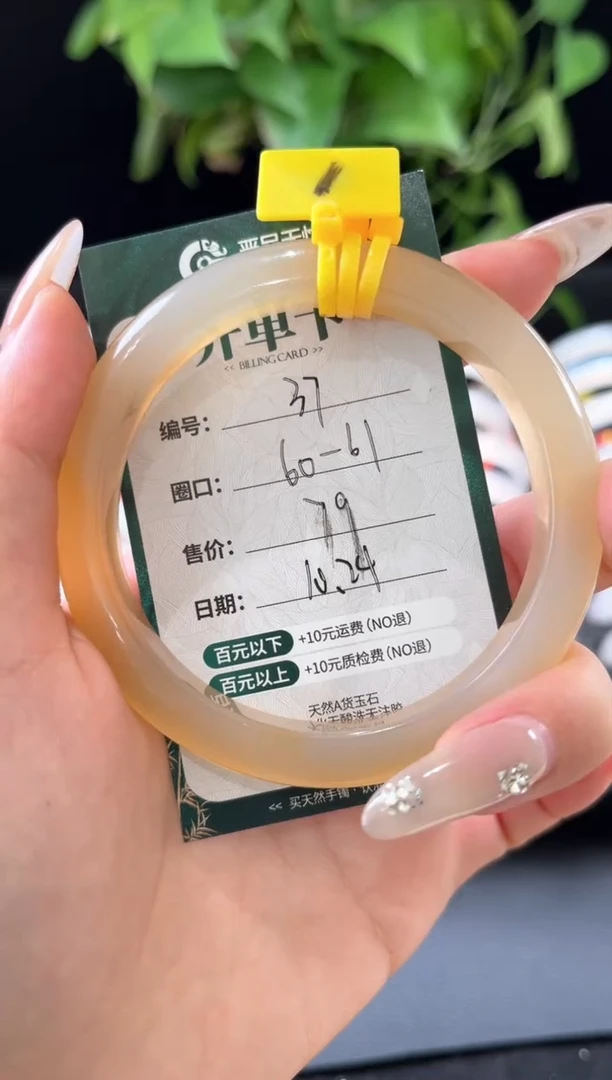 开单卡
<< BILLING CARD >>
编号: 37
圈口: 60-61
售价: 79
日期: 10.24
百元以下 +10元运费(NO退)
百元以上 +10元质检费(NO退)
天然A货玉石
<< 买天然手镯·